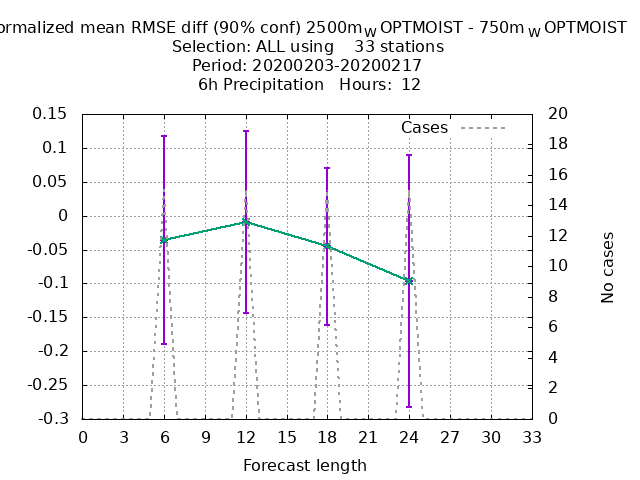 ormalized mean RMSE diff (90% conf) 2500m W OPTMOIST - 750m W OPTMOIST
Selection: ALL using 33 stations
Period: 20200203-20200217
6h Precipitation Hours: 12
Cases
0.15
0.1
0.05
0
-0.05
-0.1
-0.15
-0.2
-0.25
-0.3
20
18
16
14
12
10
8
6
4
2
0
No cases
0 3 6 9 12 15 18 21 24 27 30 33
Forecast length